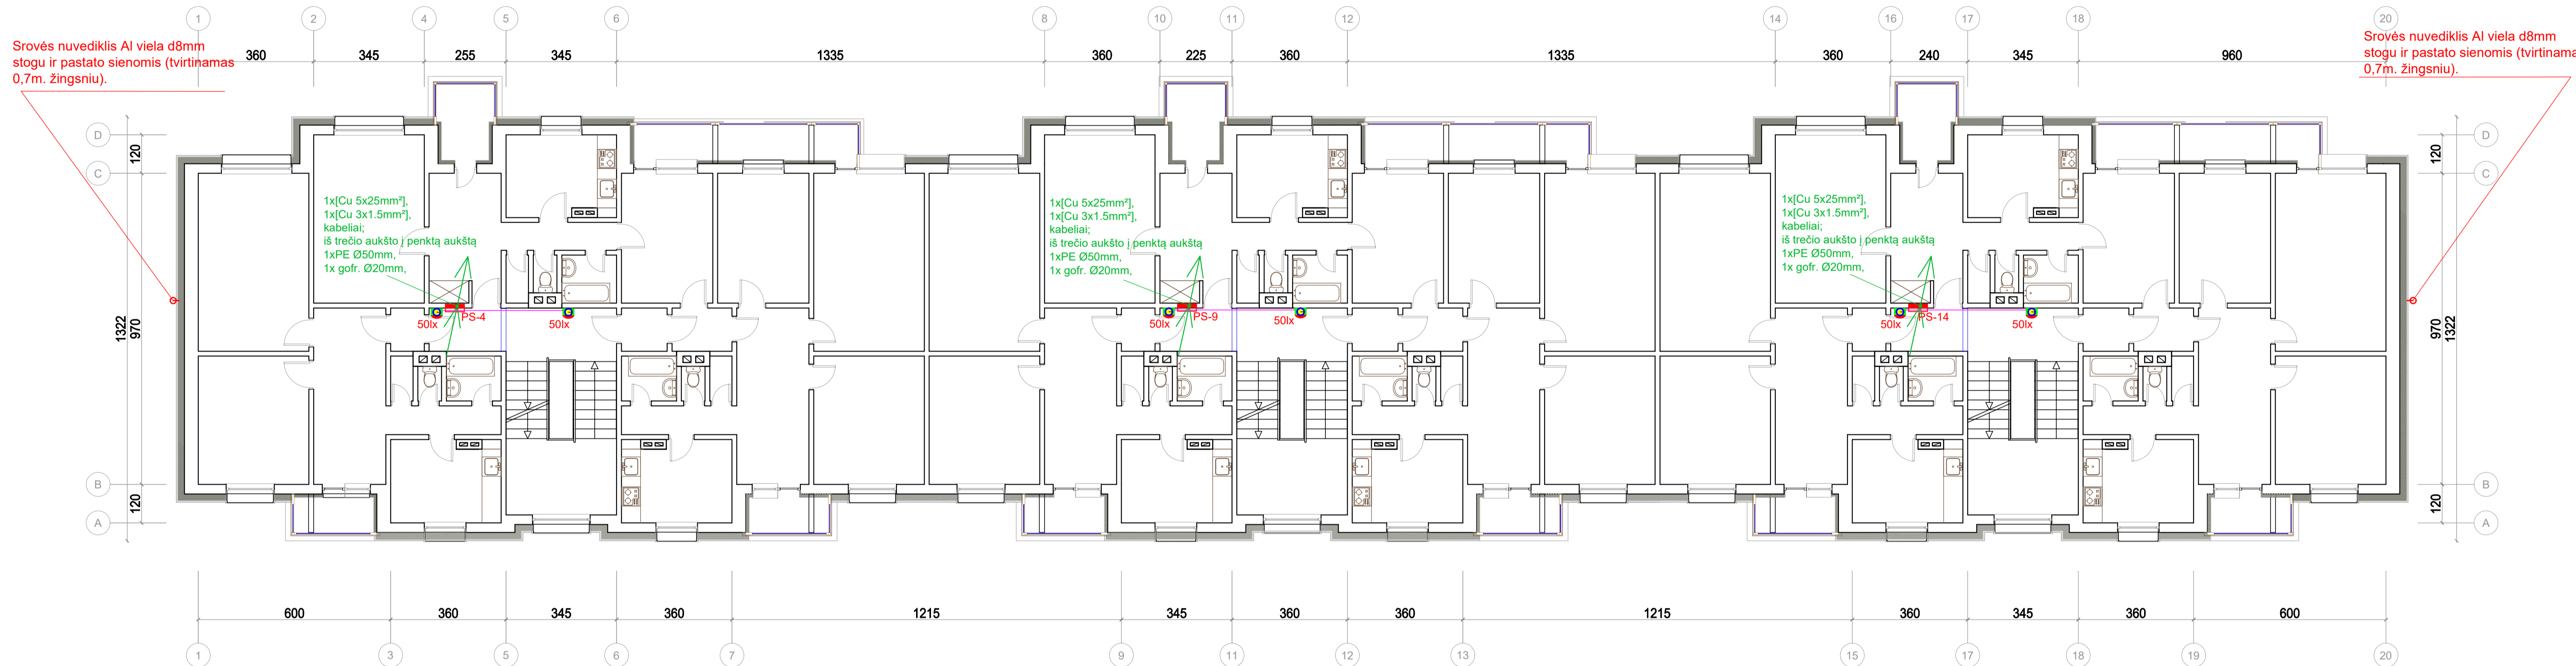 1 2 4 5 6 8 10 11 12 14 16 17 18 20
Srovės nuvediklis Al viela d8mm
stogu ir pastato sienomis (tvirtinamas
0,7m. žingsniu).
Srovės nuvediklis Al viela d8mm
stogu ir pastato sienomis (tvirtinamas
0,7m. žingsniu).
360 345 255 345 1335 360 225 360 1335 360 240 345 960
D
120
C
1322
970
B
120
A
D
120
C
970
1322
B
120
A
1x[Cu 5x25mm²],
1x[Cu 3x1.5mm²],
kabeliai;
iš trečio aukšto į penktą aukštą
1xPE Ø50mm,
1x gofr. Ø20mm,
PS-4
50lx
50lx
1x[Cu 5x25mm²],
1x[Cu 3x1.5mm²],
kabeliai;
iš trečio aukšto į penktą aukštą
1xPE Ø50mm,
1x gofr. Ø20mm,
PS-9
50lx
50lx
1x[Cu 5x25mm²],
1x[Cu 3x1.5mm²],
kabeliai;
iš trečio aukšto į penktą aukštą
1xPE Ø50mm,
1x gofr. Ø20mm,
PS-14
50lx
50lx
600 360 345 360 1215 345 360 360 1215 360 345 360 600
1 3 5 6 7 9 11 12 13 15 17 18 19 20